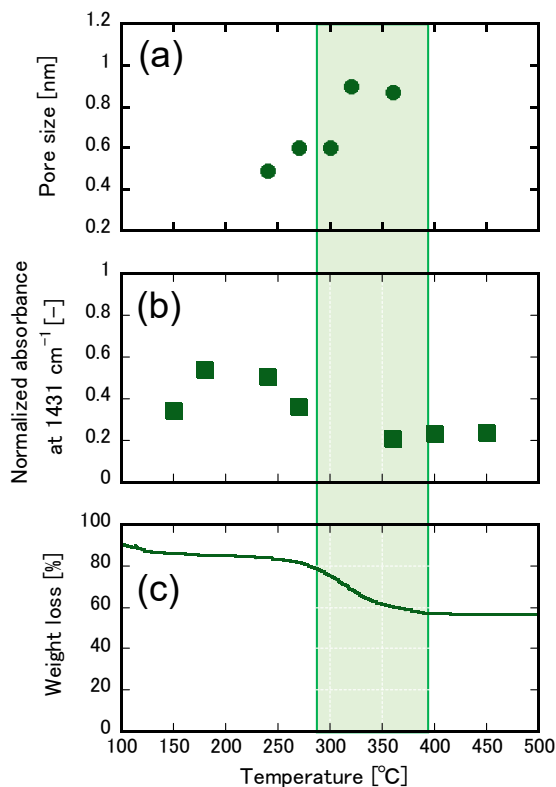 1.2
(a)
1
0.8
0.6
0.4
0.2
Pore size [nm]
1
(b)
0.8
0.6
0.4
0.2
0
Normalized absorbance
at 1431 cm⁻¹ [-]
100
80
(c)
60
40
20
0
Weight loss [%]
100 150 200 250 300 350 400 450 500
Temperature [℃]